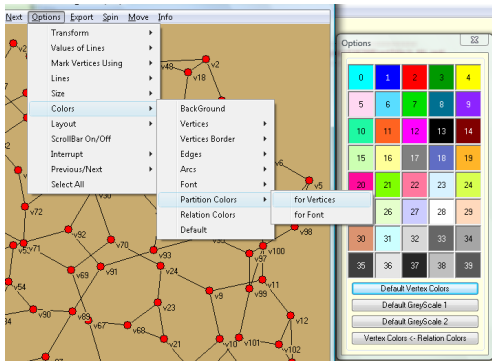 Next Options Export Spin Move Info
Transform
Values of Lines
Mark Vertices Using
Lines
Size
Colors
Layout
ScrollBar On/Off
Interrupt
Previous/Next
Select All
BackGround
Vertices
Vertices Border
Edges
Arcs
Font
Partition Colors
Relation Colors
Default
for Vertices
for Font
v49
v2
v18
v5
v72
v92
v70
v93
v98
v100
v97
v71
v69
v91
v24
v54
v9
v11
v99
v23
v90
v89
v67
v68
v12
v21
v10
v101
v102
Options
0 1 2 3 4
5 6 7 8 9
10 11 12 13 14
15 16 17 18 19
20 21 22 23 24
26 27 28 29
30 31 32 33 34
35 36 37 38 39
Default Vertex Colors
Default GreyScale 1
Default GreyScale 2
Vertex Colors <- Relation Colors